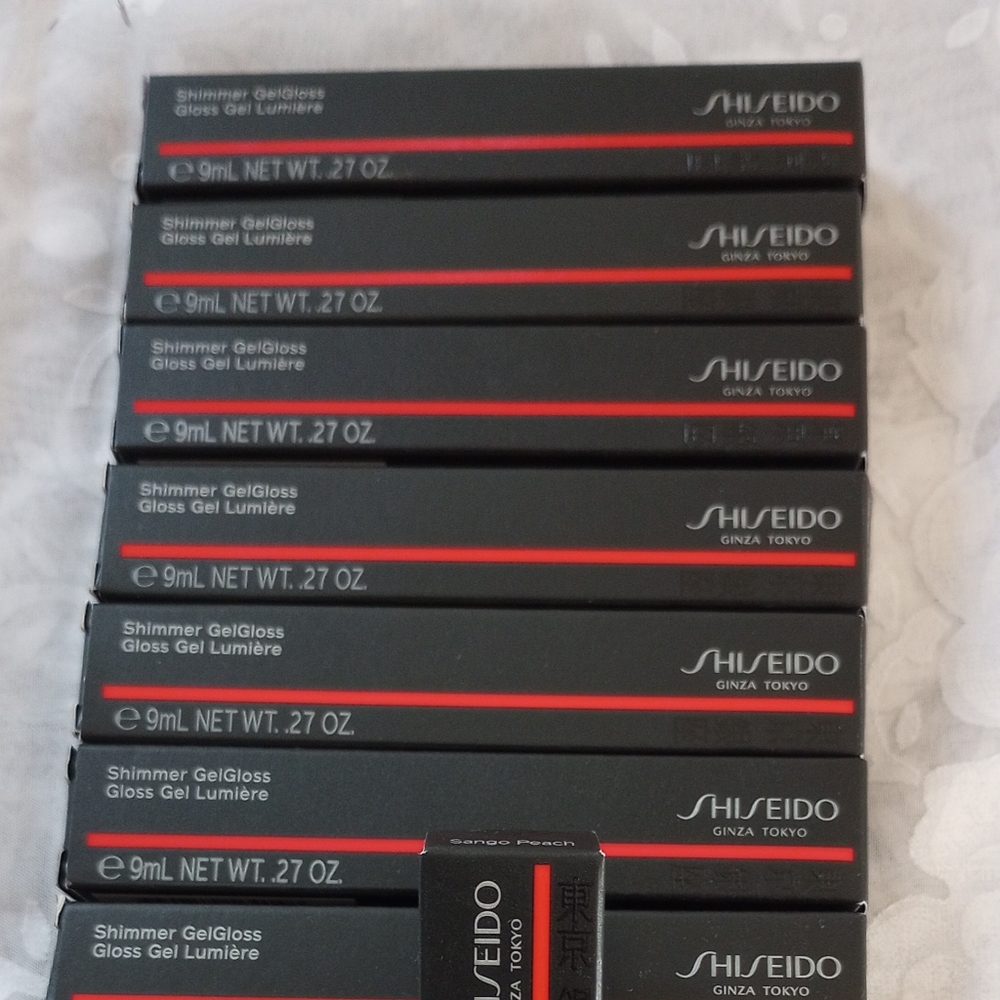 Shimmer GelGloss
Gloss Gel Lumière
SHISEIDO
GINZA TOKYO
℮ 9mL NET WT. .27 OZ.
Shimmer GelGloss
Gloss Gel Lumière
SHISEIDO
GINZA TOKYO
℮ 9mL NET WT. .27 OZ.
Shimmer GelGloss
Gloss Gel Lumière
SHISEIDO
GINZA TOKYO
℮ 9mL NET WT. .27 OZ.
Shimmer GelGloss
Gloss Gel Lumière
SHISEIDO
GINZA TOKYO
℮ 9mL NET WT. .27 OZ.
Shimmer GelGloss
Gloss Gel Lumière
SHISEIDO
GINZA TOKYO
℮ 9mL NET WT. .27 OZ.
Shimmer GelGloss
Gloss Gel Lumière
SHISEIDO
GINZA TOKYO
℮ 9mL NET WT. .27 OZ.
Sango Peach
東京
Shimmer GelGloss
Gloss Gel Lumière
SHISEIDO
GINZA TOKYO